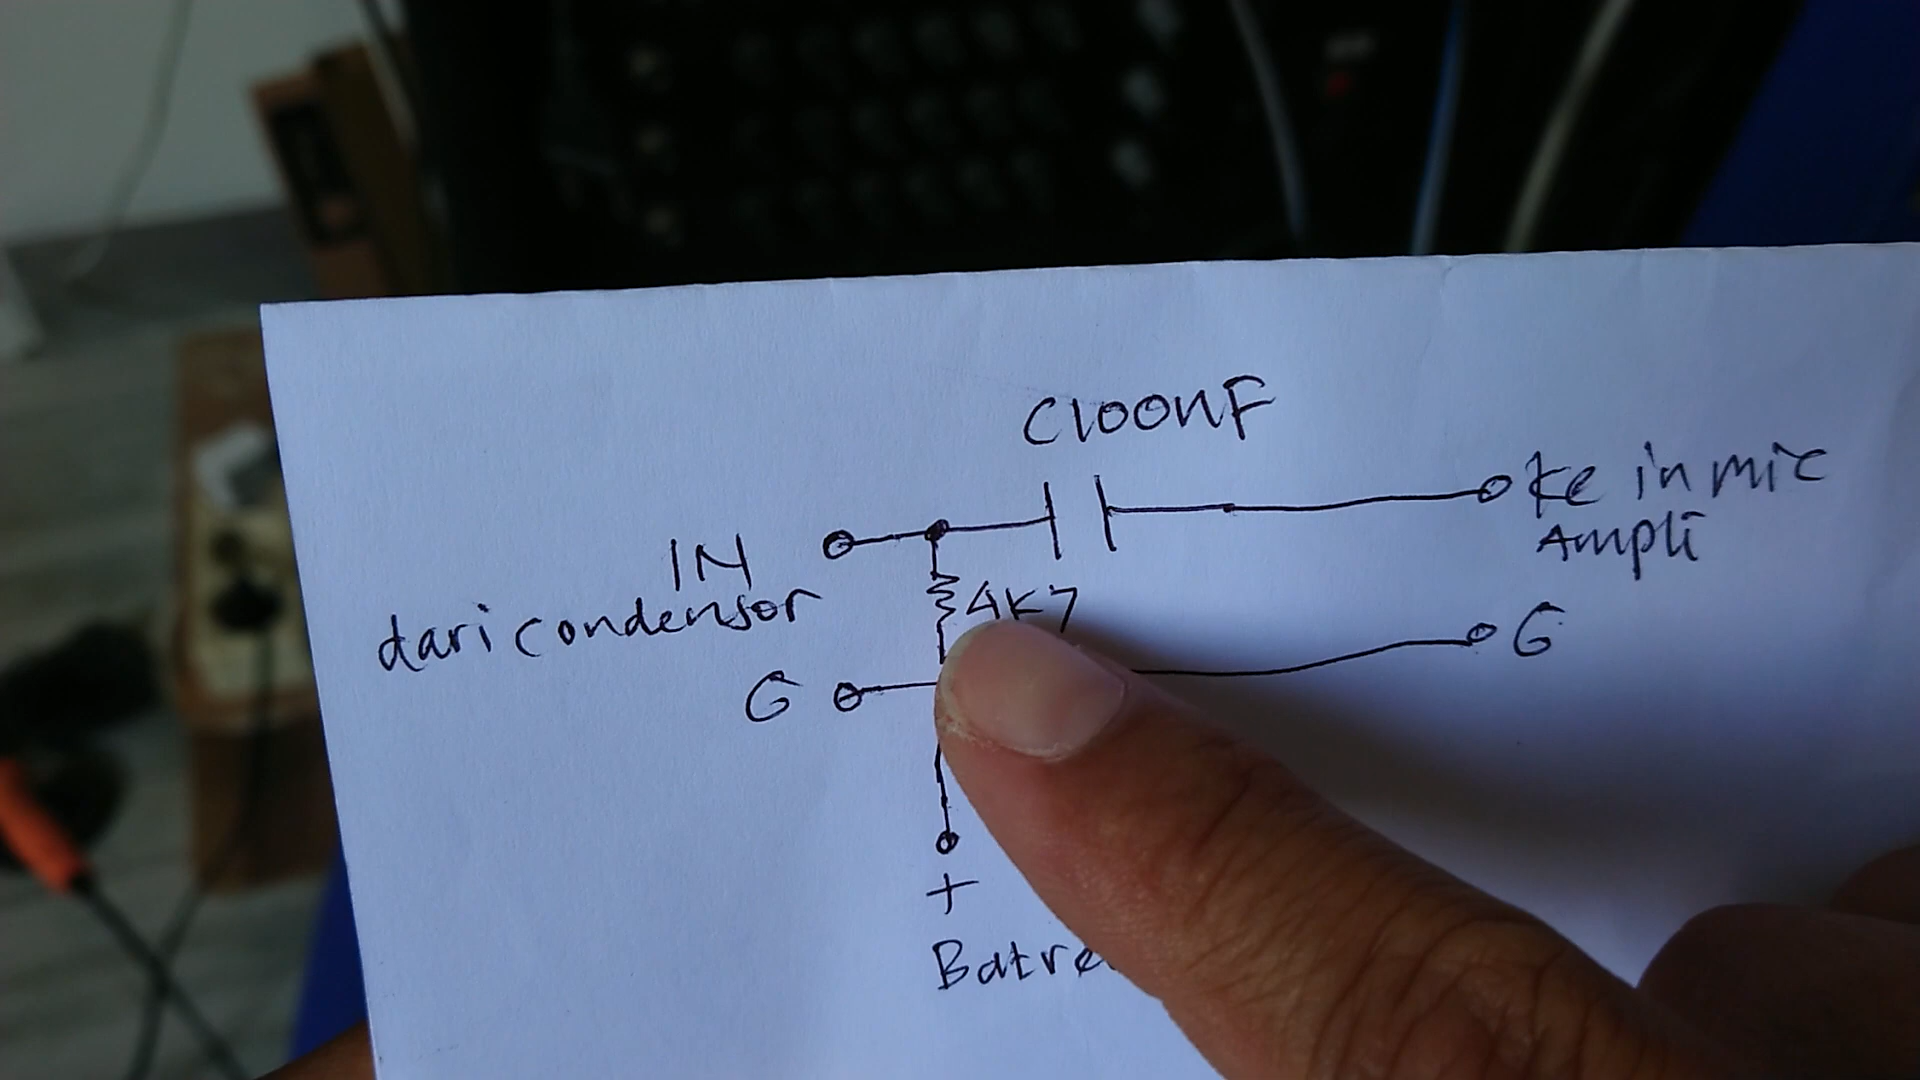 C100nF
ke in mic
Ampli
IN
dari condensor
4K7
G
G
+